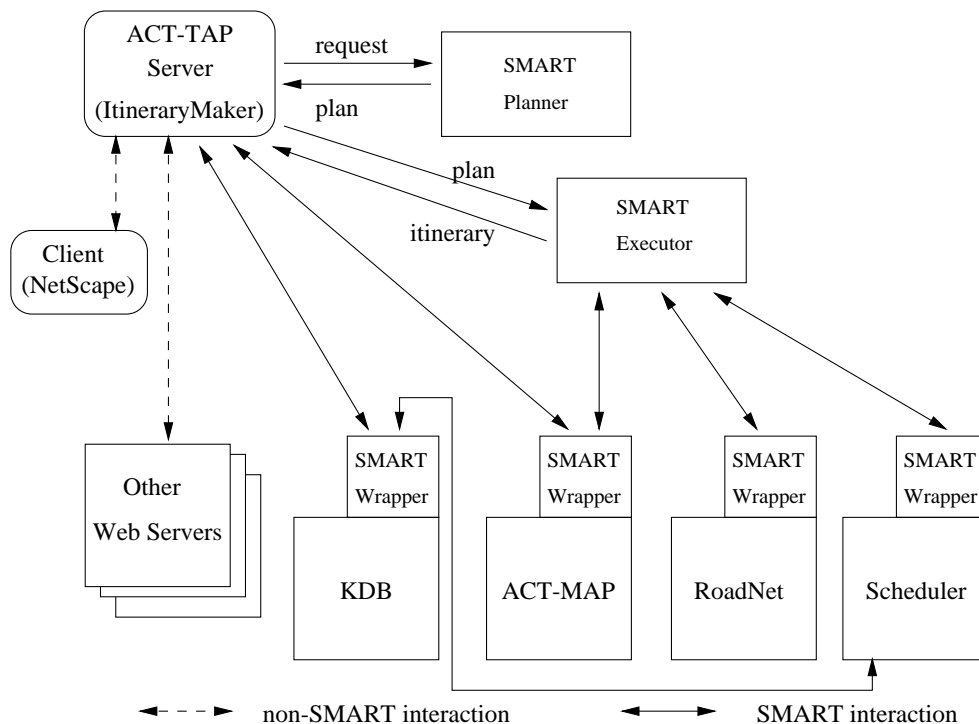 ACT-TAP
Server
(ItineraryMaker)
request
plan
SMART
Planner
plan
itinerary
SMART
Executor
Client
(NetScape)
Other
Web Servers
SMART
Wrapper
KDB
SMART
Wrapper
ACT-MAP
SMART
Wrapper
RoadNet
SMART
Wrapper
Scheduler
non-SMART interaction
SMART interaction